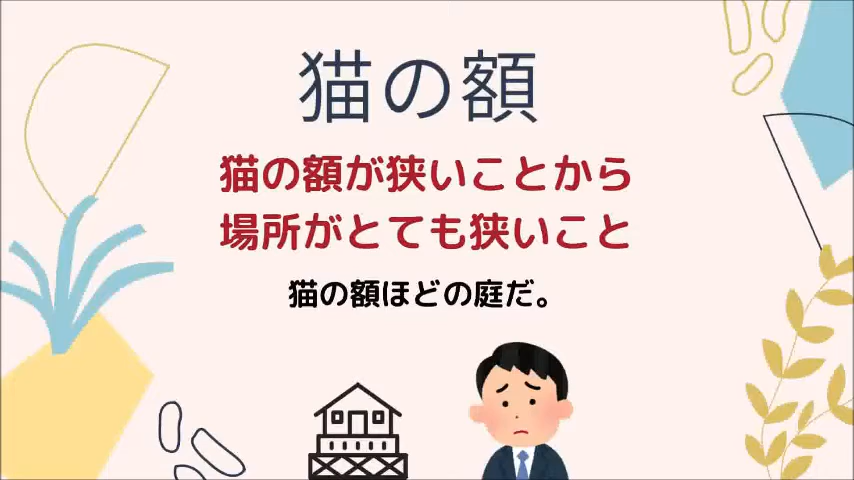 猫の額
猫の額が狭いことから
場所がとても狭いこと
猫の額ほどの庭だ。